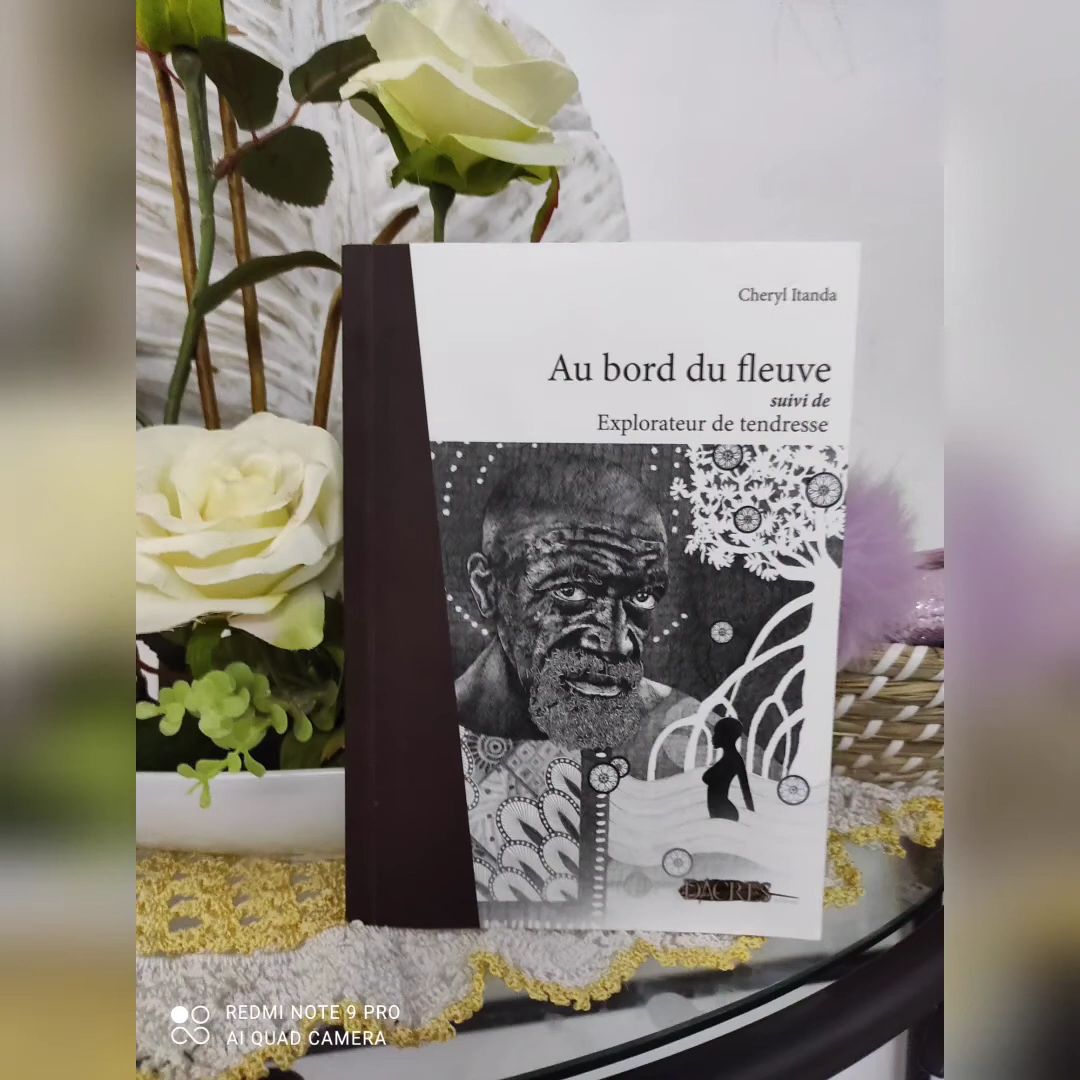 Cheryl Itanda
Au bord du fleuve
suivi de
Explorateur de tendresse
DACRES
REDMI NOTE 9 PRO
AI QUAD CAMERA